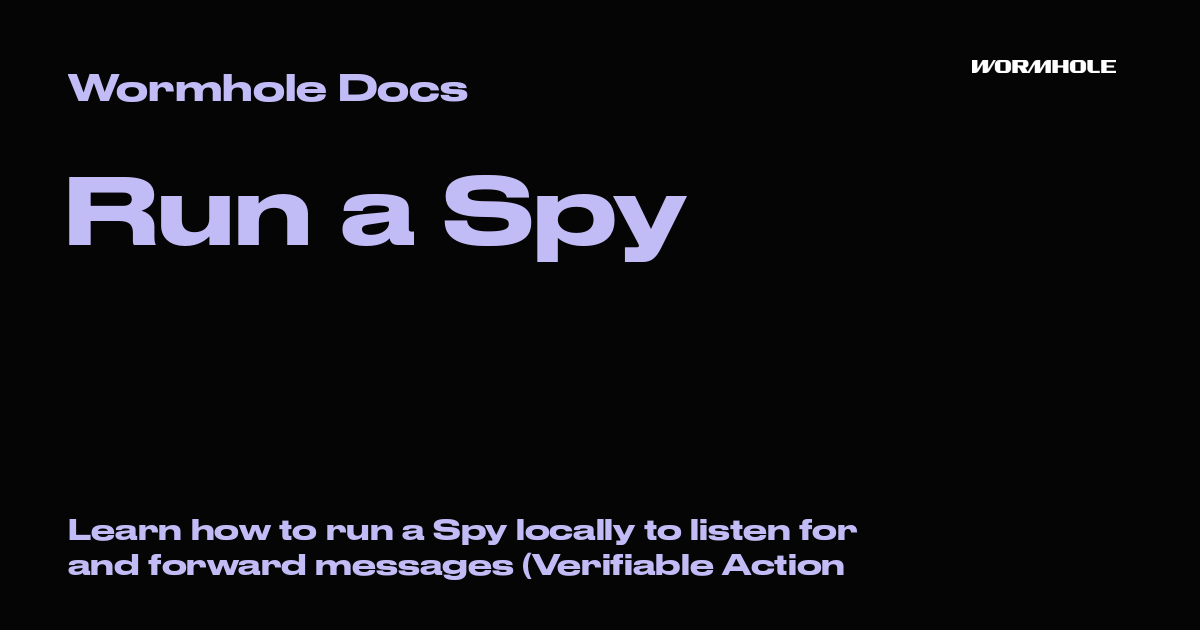 Wormhole Docs
WORMHOLE
Run a Spy
Learn how to run a Spy locally to listen for
and forward messages (Verifiable Action